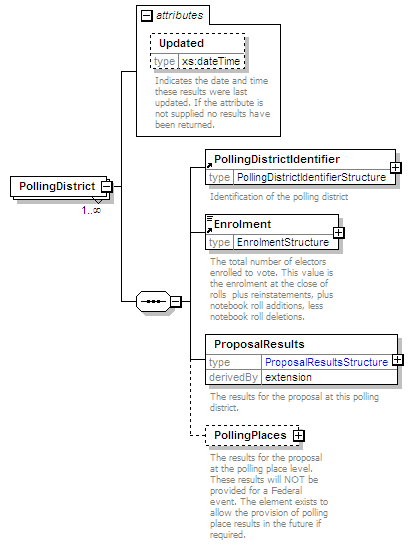 attributes
Updated
type xs:dateTime
Indicates the date and time
these results were last
updated. If the attribute is
not supplied no results have
been returned.
PollingDistrict
1..∞
PollingDistrictIdentifier
type PollingDistrictIdentifierStructure
Identification of the polling district
Enrolment
type EnrolmentStructure
The total number of electors
enrolled to vote. This value is
the enrolment at the close of
rolls plus reinstatements, plus
notebook roll additions, less
notebook roll deletions.
ProposalResults
type ProposalResultsStructure
derivedBy extension
The results for the proposal at this polling
district.
PollingPlaces
The results for the proposal
at the polling place level.
These results will NOT be
provided for a Federal
event. The element exists to
allow the provision of polling
place results in the future if
required.